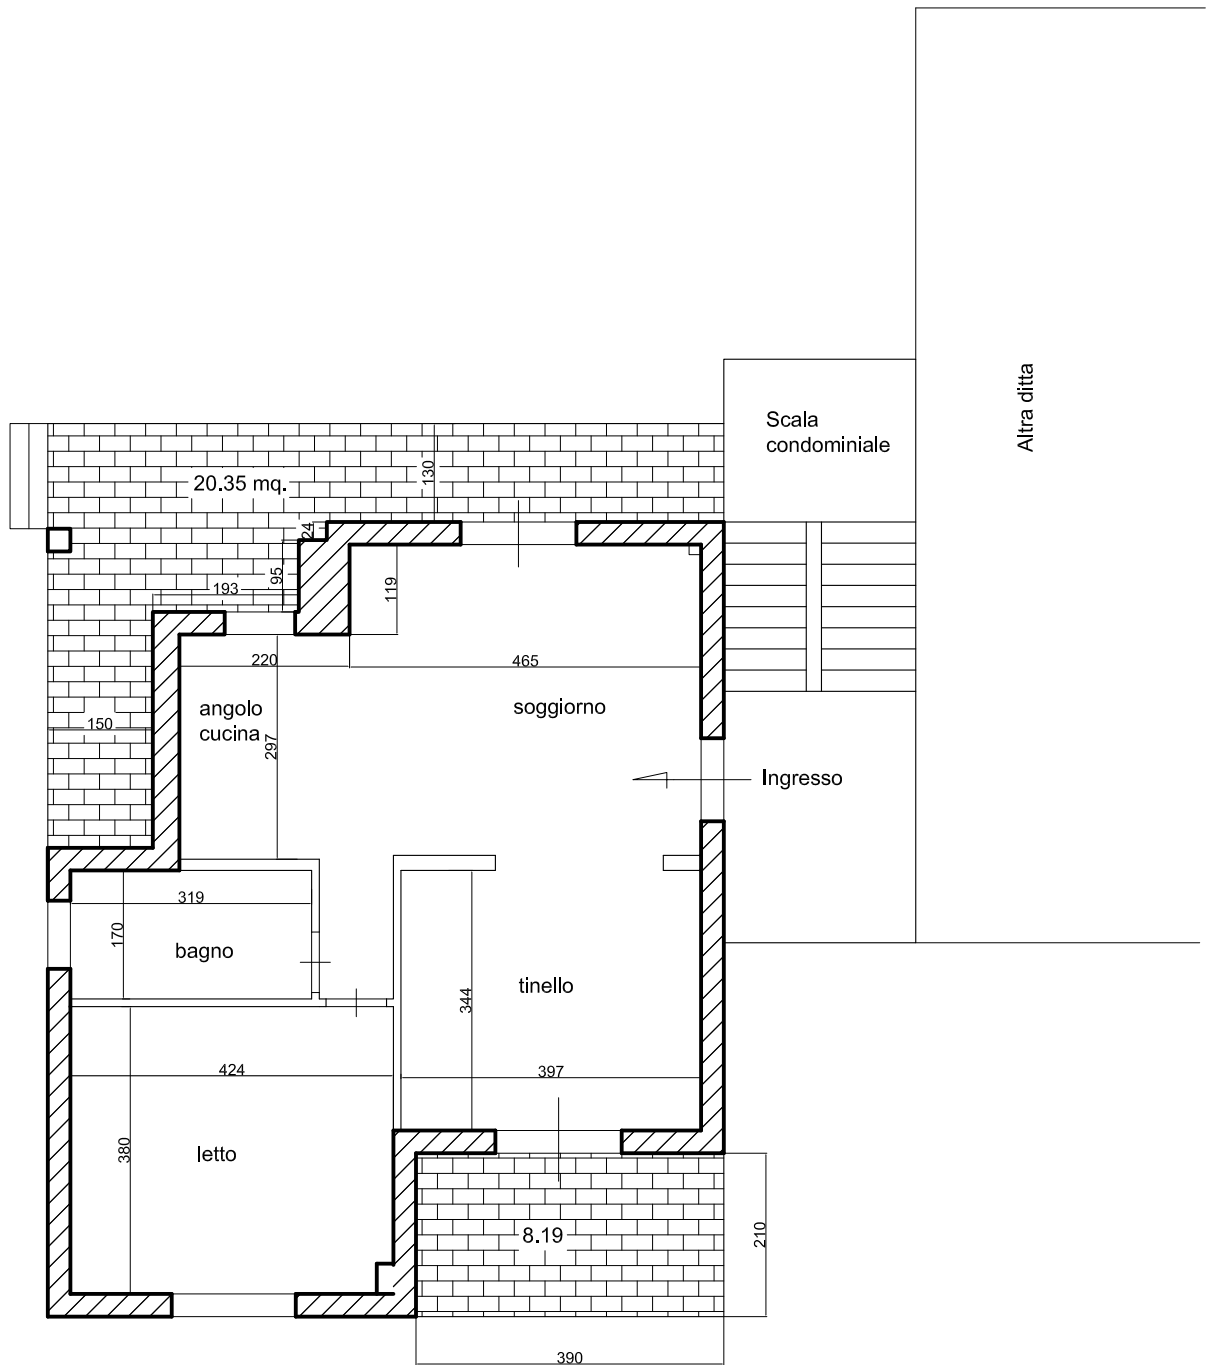 Altra ditta
Scala
condominiale
130
20.35 mq.
24
95
193
119
220
465
angolo
cucina
soggiorno
150
297
Ingresso
319
170
bagno
tinello
344
424
397
380
letto
8.19
210
390